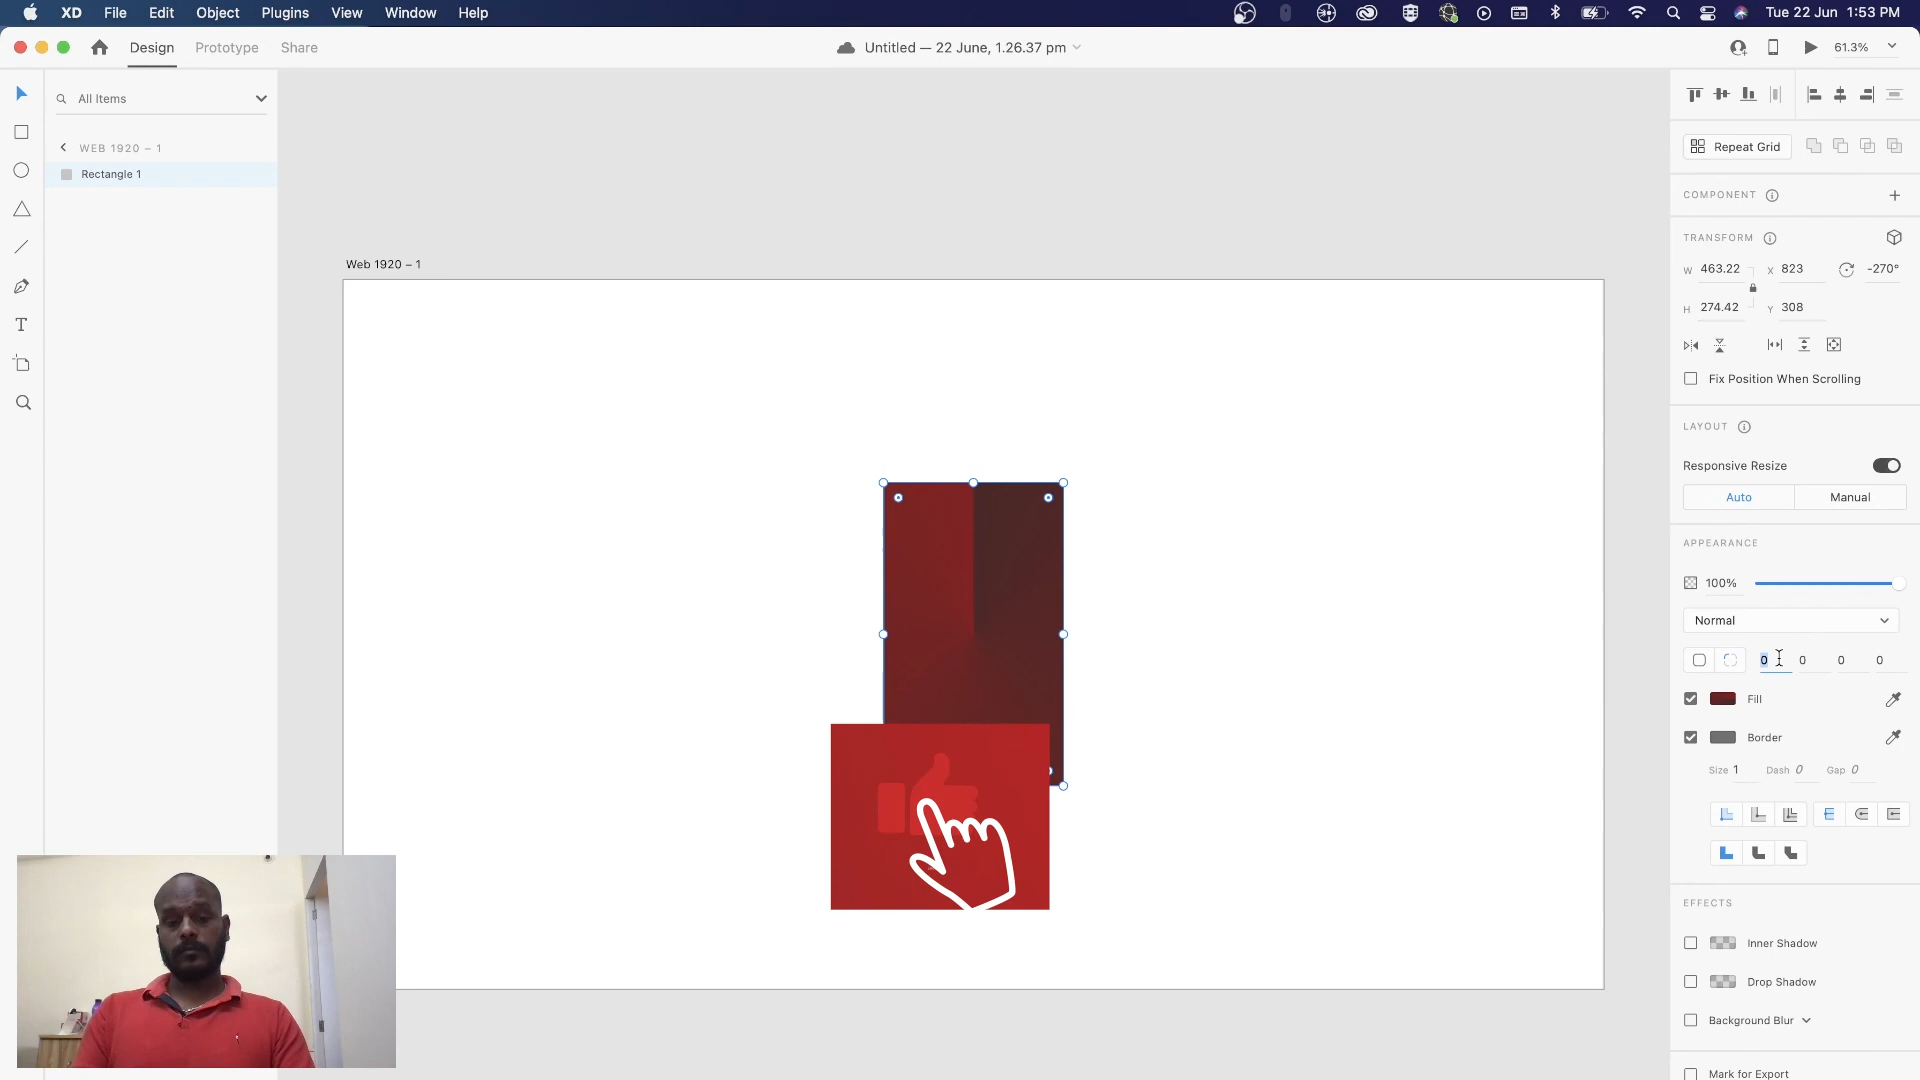 XD File Edit Object Plugins View Window Help Tue 22 Jun 1:53 PM
Design Prototype Share Untitled — 22 June, 1.26.37 pm 61.3%
All Items
WEB 1920 – 1
Rectangle 1
T
Web 1920 – 1
Repeat Grid
COMPONENT
TRANSFORM
W 463.22 X 823 -270°
H 274.42 Y 308
Fix Position When Scrolling
LAYOUT
Responsive Resize
Auto Manual
APPEARANCE
100%
Normal
0 0 0 0
Fill
Border
Size 1 Dash 0 Gap 0
EFFECTS
Inner Shadow
Drop Shadow
Background Blur
Mark for Export